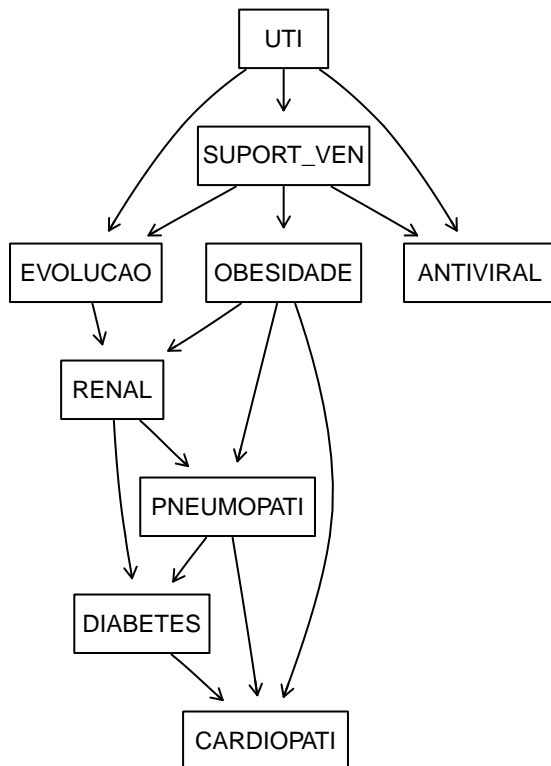 UTI
SUPORT_VEN
EVOLUCAO
OBESIDADE
ANTIVIRAL
RENAL
PNEUMOPATI
DIABETES
CARDIOPATI